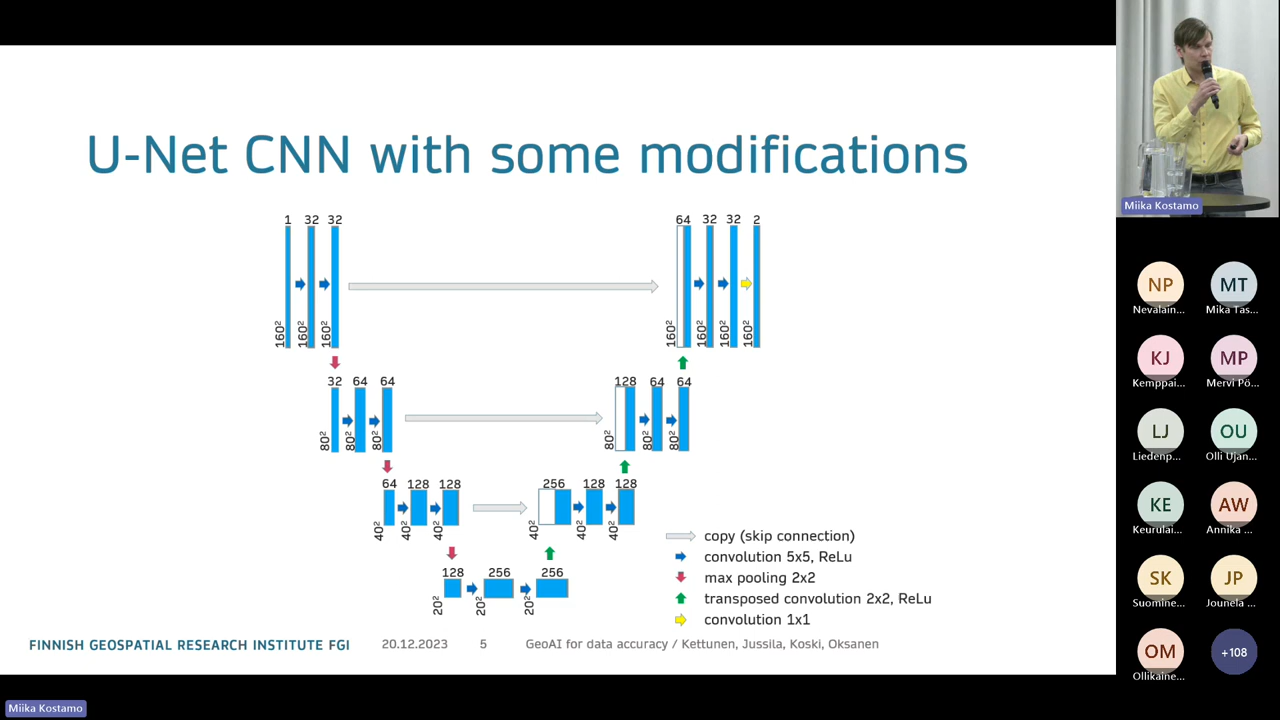 U-Net CNN with some modifications
1 32 32
64 32 32 2
160² 160² 160²
160² 160² 160²
32 64 64
128 64 64
80² 80² 80²
80² 80² 80²
64 128 128
256 128 128
40² 40² 40²
40² 40² 40²
128 256 256
20² 20² 20²
copy (skip connection)
convolution 5x5, ReLu
max pooling 2x2
transposed convolution 2x2, ReLu
convolution 1x1
FINNISH GEOSPATIAL RESEARCH INSTITUTE FGI
20.12.2023
5
GeoAI for data accuracy / Kettunen, Jussila, Koski, Oksanen
Miika Kostamo
NP MT
Nevalain... Mika Tas...
KJ MP
Kemppai... Mervi Pö...
LJ OU
Liedenp... Olli Ujan...
KE AW
Keurulai... Annika ...
SK JP
Suomine... Jounela ...
OM +108
Ollikaine...
Miika Kostamo